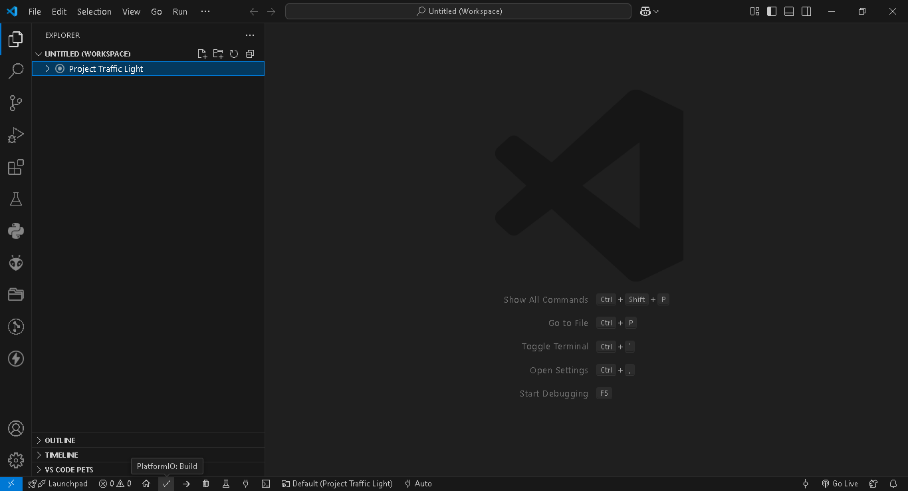 File Edit Selection View Go Run ··· Untitled (Workspace)
EXPLORER ···
UNTITLED (WORKSPACE)
Project Traffic Light
Show All Commands Ctrl + Shift + P
Go to File Ctrl + P
Toggle Terminal Ctrl + `
Open Settings Ctrl + ,
Start Debugging F5
OUTLINE
TIMELINE
VS CODE PETS
PlatformIO: Build
Launchpad 0 0 Default (Project Traffic Light) Auto Go Live